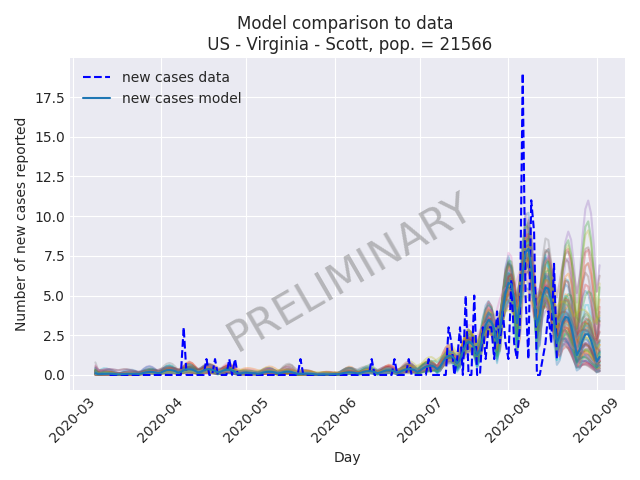 Model comparison to data
US - Virginia - Scott, pop. = 21566
new cases data
new cases model
Number of new cases reported
17.5
15.0
12.5
10.0
7.5
5.0
2.5
0.0
PRELIMINARY
2020-03
2020-04
2020-05
2020-06
2020-07
2020-08
2020-09
Day